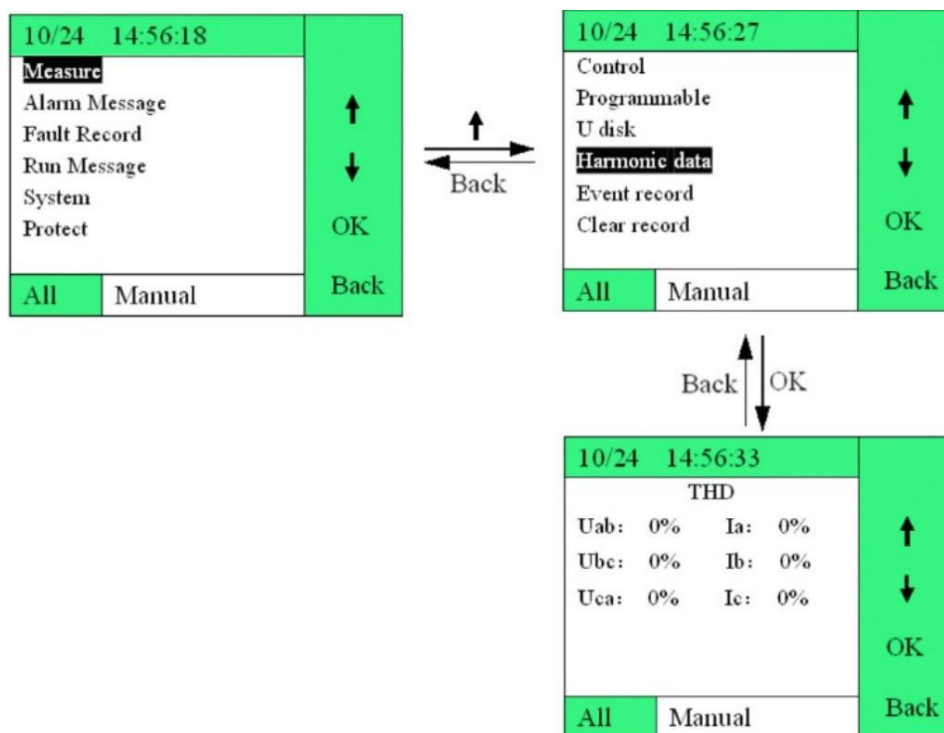 10/24 14:56:18
Measure
Alarm Message
Fault Record
Run Message
System
Protect
All Manual
OK
Back
Back
10/24 14:56:27
Control
Programmable
U disk
Harmonic data
Event record
Clear record
All Manual
OK
Back
Back OK
10/24 14:56:33
THD
Uab: 0% Ia: 0%
Ubc: 0% Ib: 0%
Uca: 0% Ic: 0%
All Manual
OK
Back